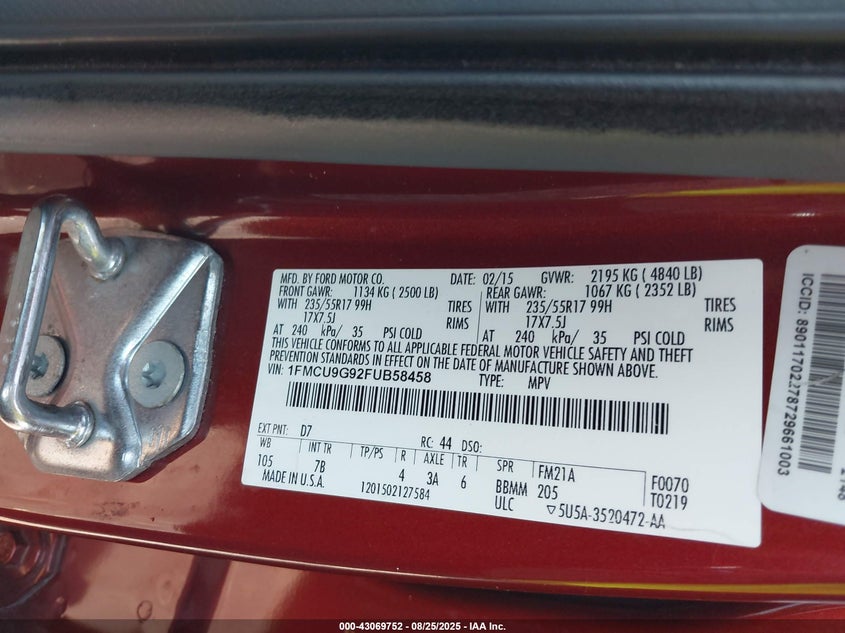 MFD. BY FORD MOTOR CO. DATE: 02/15 GVWR: 2195 KG ( 4840 LB)
FRONT GAWR: 1134 KG ( 2500 LB) REAR GAWR: 1067 KG ( 2352 LB)
WITH 235/55R17 99H TIRES WITH 235/55R17 99H TIRES
17X7.5J RIMS 17X7.5J RIMS
AT 240 kPa/ 35 PSI COLD AT 240 kPa/ 35 PSI COLD
THIS VEHICLE CONFORMS TO ALL APPLICABLE FEDERAL MOTOR VEHICLE SAFETY AND THEFT
PREVENTION STANDARDS IN EFFECT ON THE DATE OF MANUFACTURE SHOWN ABOVE.
VIN: 1FMCU9G92FUB58458 TYPE: MPV
EXT PNT: D7 RC: 44 DSO:
WB INT TR TP/PS R AXLE TR SPR FM21A F0070
105 7B 4 3A 6 BBMM 205 T0219
MADE IN U.S.A. 1201502127584 ULC ▽5U5A-3520472-AA
ICCID: 89011702278729661003
000-43069752 - 08/25/2025 - IAA Inc.